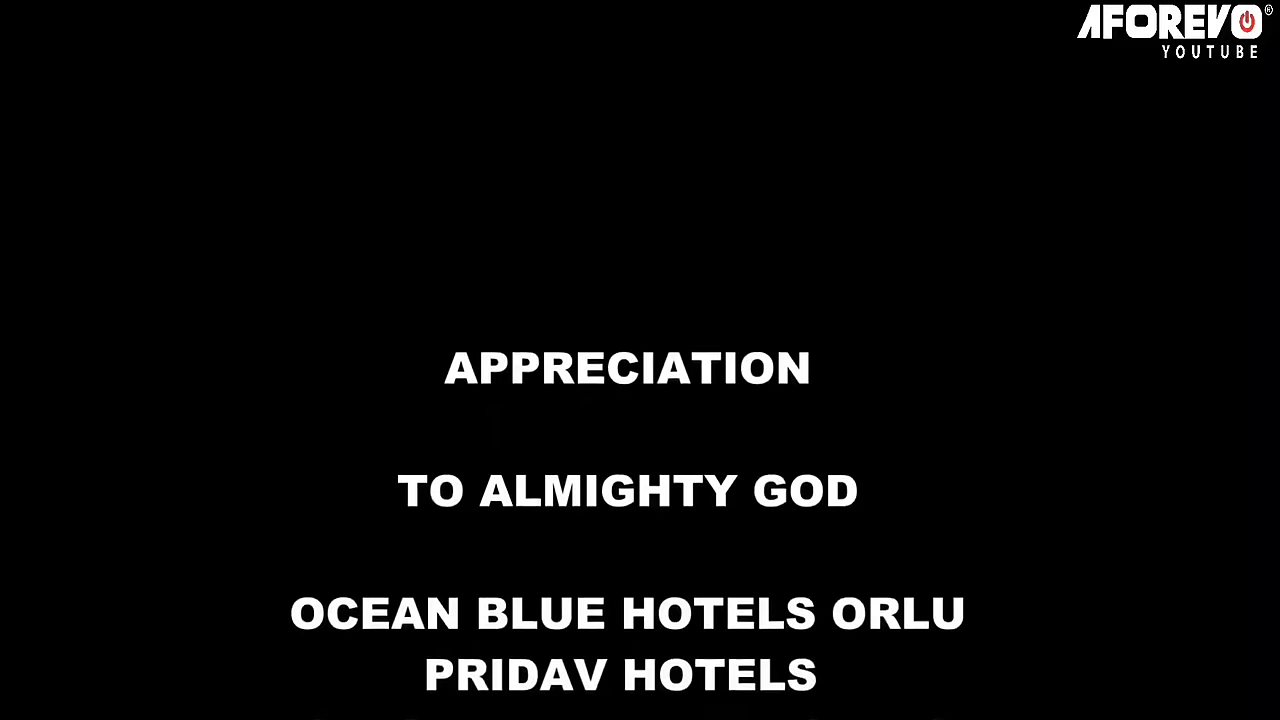 AFOREVO®
YOUTUBE
APPRECIATION
TO ALMIGHTY GOD
OCEAN BLUE HOTELS ORLU
PRIDAV HOTELS